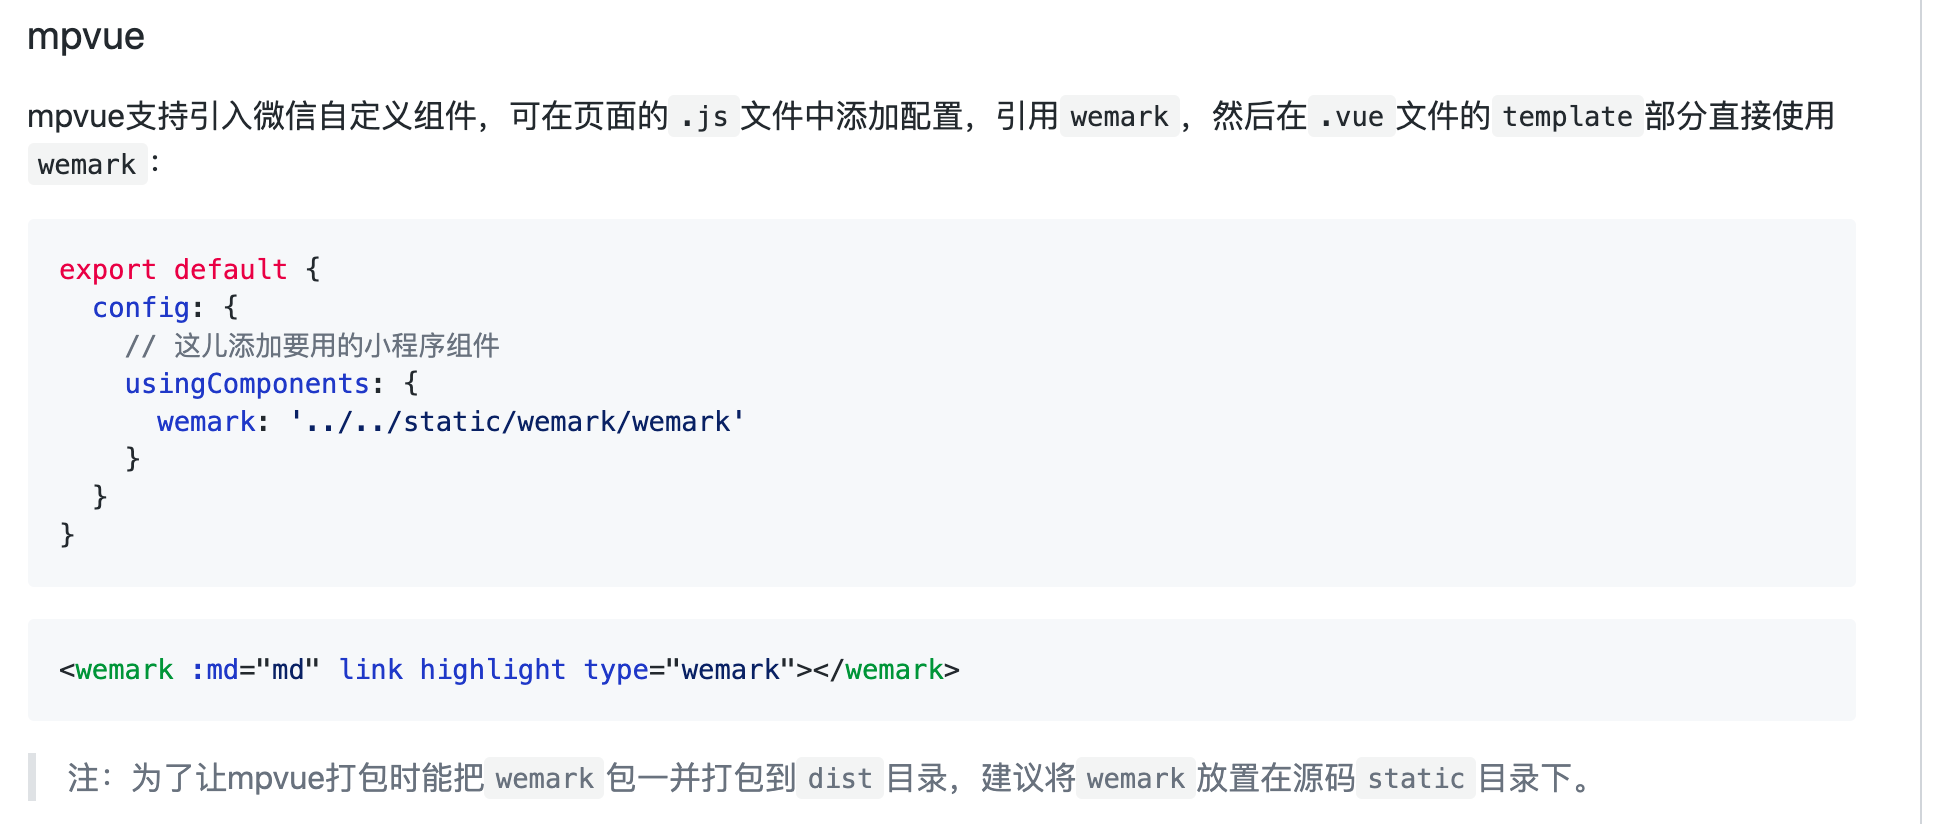 mpvue
mpvue支持引入微信自定义组件，可在页面的 .js 文件中添加配置，引用 wemark ，然后在 .vue 文件的 template 部分直接使用
wemark ：
export default {
  config: {
    // 这儿添加要用的小程序组件
    usingComponents: {
      wemark: '../../static/wemark/wemark'
    }
  }
}
<wemark :md="md" link highlight type="wemark"></wemark>
注：为了让mpvue打包时能把 wemark 包一并打包到 dist 目录，建议将 wemark 放置在源码 static 目录下。